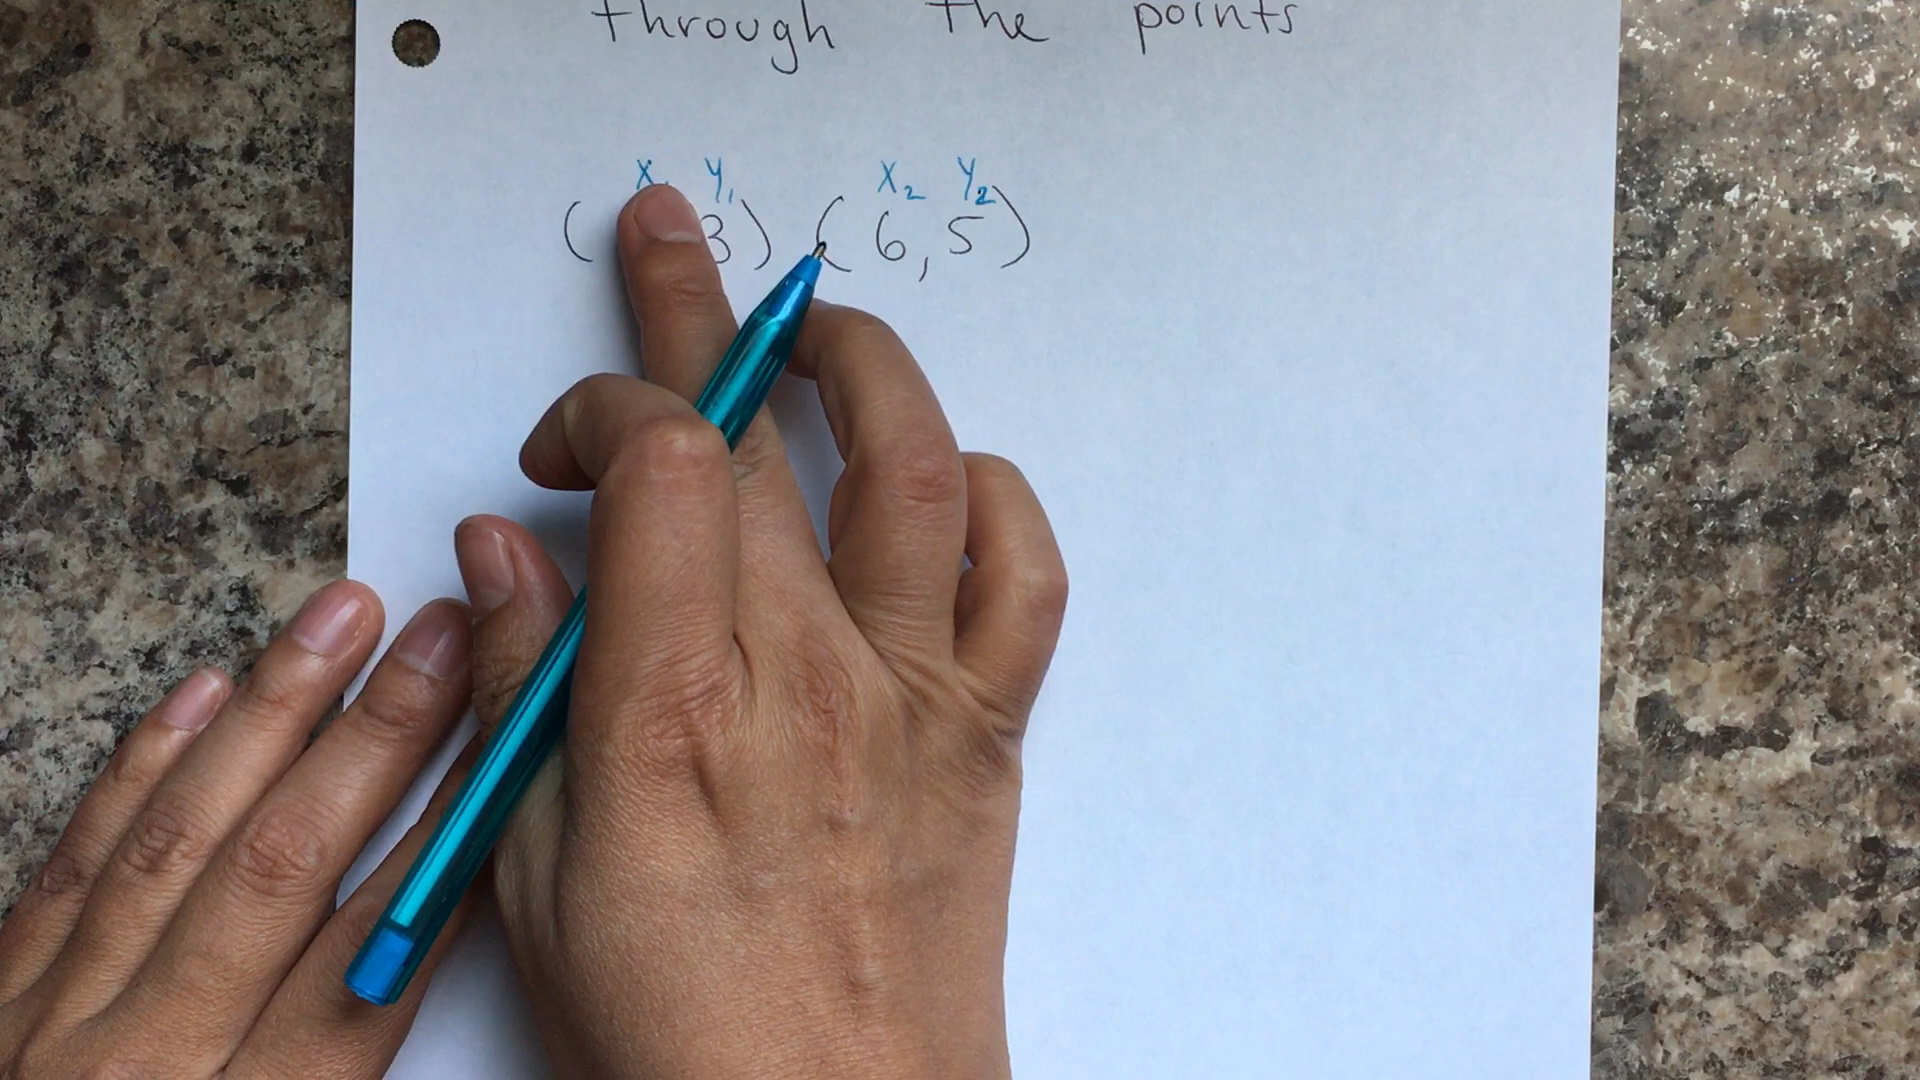 through the points
x y₁ x₂ y₂
( 3) ( 6, 5 )